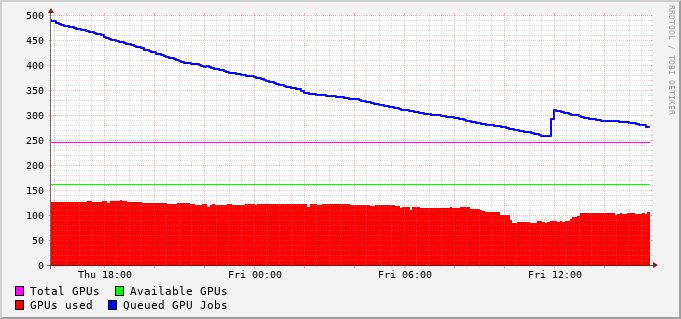 500
450
400
350
300
250
200
150
100
50
0
Thu 18:00 Fri 00:00 Fri 06:00 Fri 12:00
Total GPUs Available GPUs
GPUs used Queued GPU Jobs
RRDTOOL / TOBI OETIKER